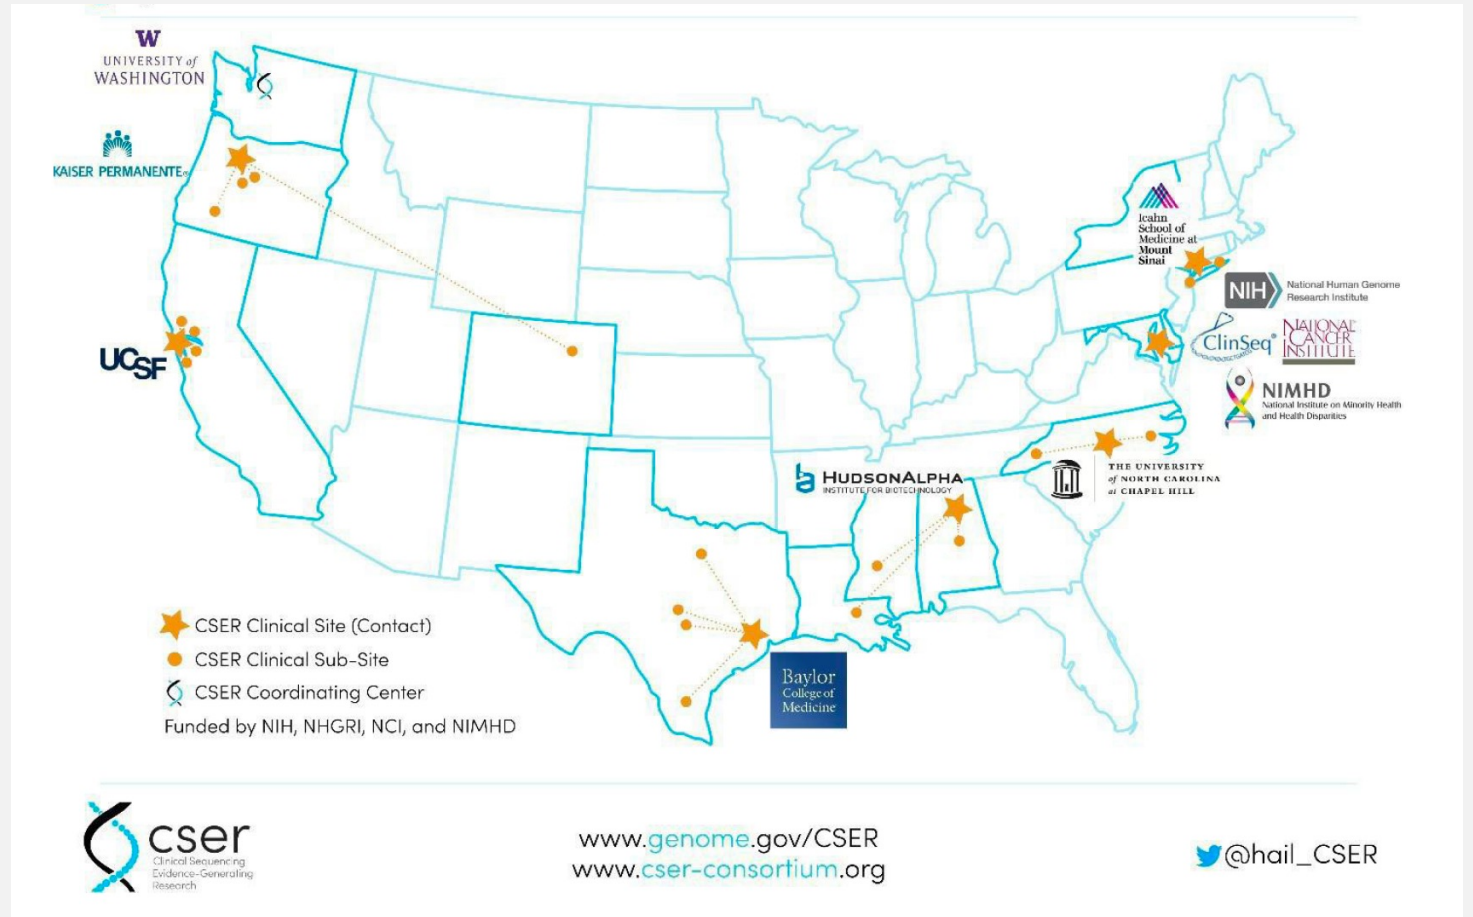 W
UNIVERSITY of
WASHINGTON
KAISER PERMANENTE®
UCSF
Icahn
School of
Medicine at
Mount
Sinai
NIH
National Human Genome
Research Institute
ClinSeq®
NATIONAL
CANCER
INSTITUTE
NIMHD
National Institute on Minority Health
and Health Disparities
HUDSONALPHA
INSTITUTE FOR BIOTECHNOLOGY
THE UNIVERSITY
of NORTH CAROLINA
at CHAPEL HILL
Baylor
College of
Medicine
CSER Clinical Site (Contact)
CSER Clinical Sub-Site
CSER Coordinating Center
Funded by NIH, NHGRI, NCI, and NIMHD
cser
Clinical Sequencing
Evidence-Generating
Research
www.genome.gov/CSER
www.cser-consortium.org
@hail_CSER